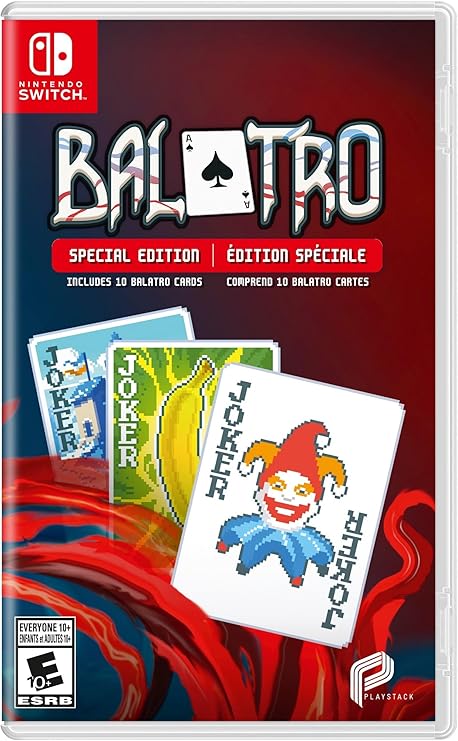 NINTENDO
SWITCH™
BALATRO
A
A
SPECIAL EDITION | ÉDITION SPÉCIALE
INCLUDES 10 BALATRO CARDS
COMPREND 10 BALATRO CARTES
JOKER
JOKER
JOKER
JOKER
EVERYONE 10+
ENFANTS et ADULTES 10+
E
10+
ESRB
PLAYSTACK